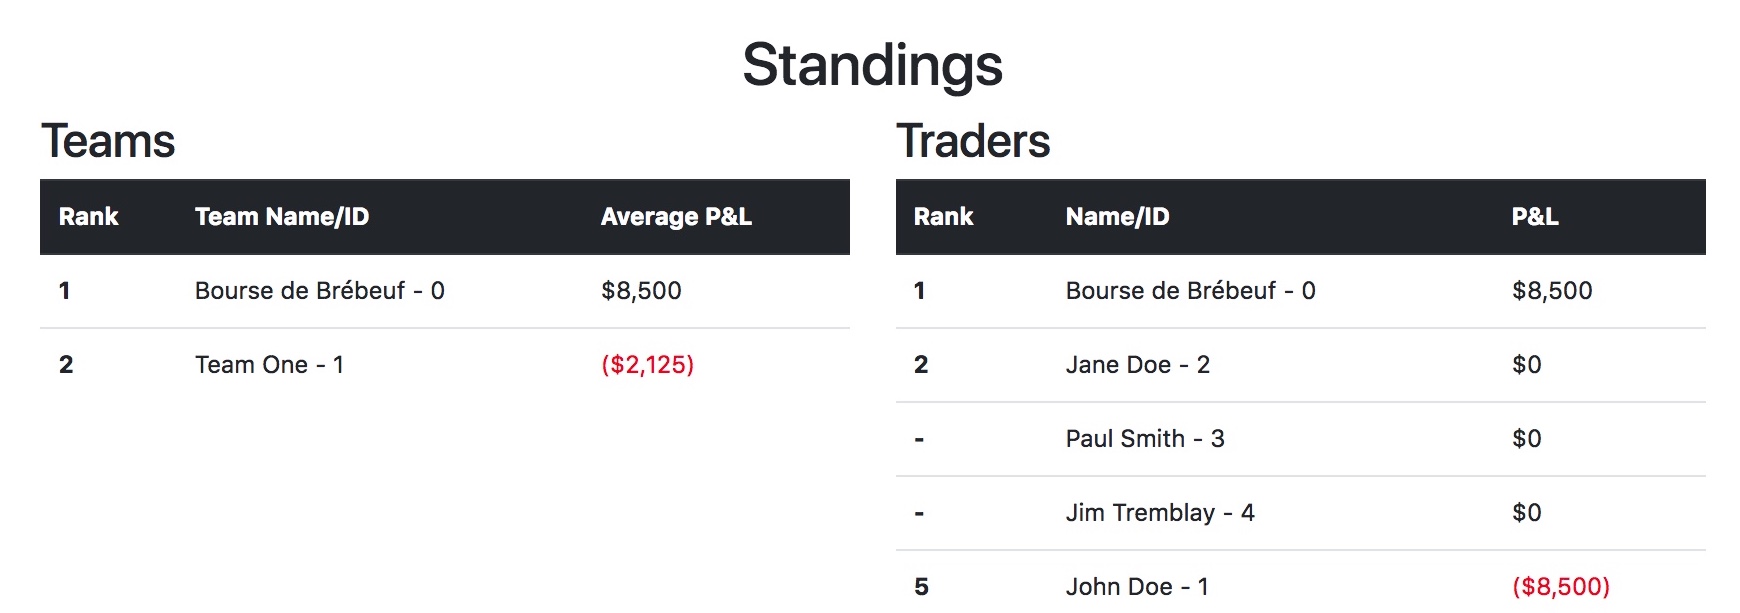 Standings
Teams
Rank Team Name/ID Average P&L
1 Bourse de Brébeuf - 0 $8,500
2 Team One - 1 ($2,125)
Traders
Rank Name/ID P&L
1 Bourse de Brébeuf - 0 $8,500
2 Jane Doe - 2 $0
- Paul Smith - 3 $0
- Jim Tremblay - 4 $0
5 John Doe - 1 ($8,500)